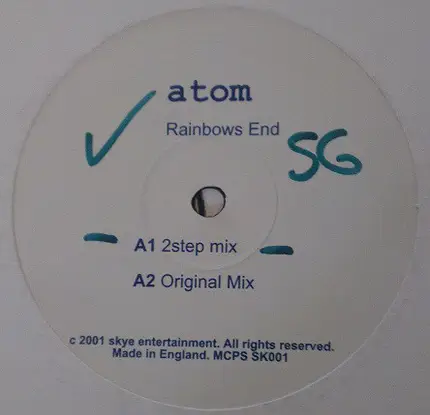 atom
Rainbows End
SG
A1 2step mix
A2 Original Mix
c 2001 skye entertainment. All rights reserved.
Made in England. MCPS SK001